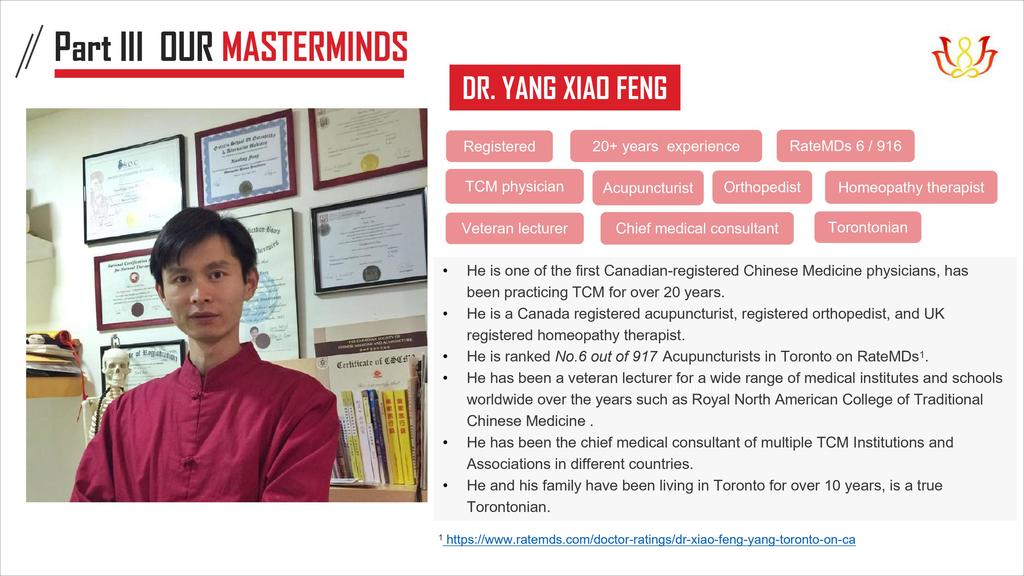 Part III OUR MASTERMINDS
DR. YANG XIAO FENG
Registered
20+ years experience
RateMDs 6 / 916
TCM physician
Acupuncturist
Orthopedist
Homeopathy therapist
Veteran lecturer
Chief medical consultant
Torontonian
• He is one of the first Canadian-registered Chinese Medicine physicians, has
been practicing TCM for over 20 years.
• He is a Canada registered acupuncturist, registered orthopedist, and UK
registered homeopathy therapist.
• He is ranked No.6 out of 917 Acupuncturists in Toronto on RateMDs¹.
• He has been a veteran lecturer for a wide range of medical institutes and schools
worldwide over the years such as Royal North American College of Traditional
Chinese Medicine .
• He has been the chief medical consultant of multiple TCM Institutions and
Associations in different countries.
• He and his family have been living in Toronto for over 10 years, is a true
Torontonian.
¹ https://www.ratemds.com/doctor-ratings/dr-xiao-feng-yang-toronto-on-ca
Certificate of CSCM